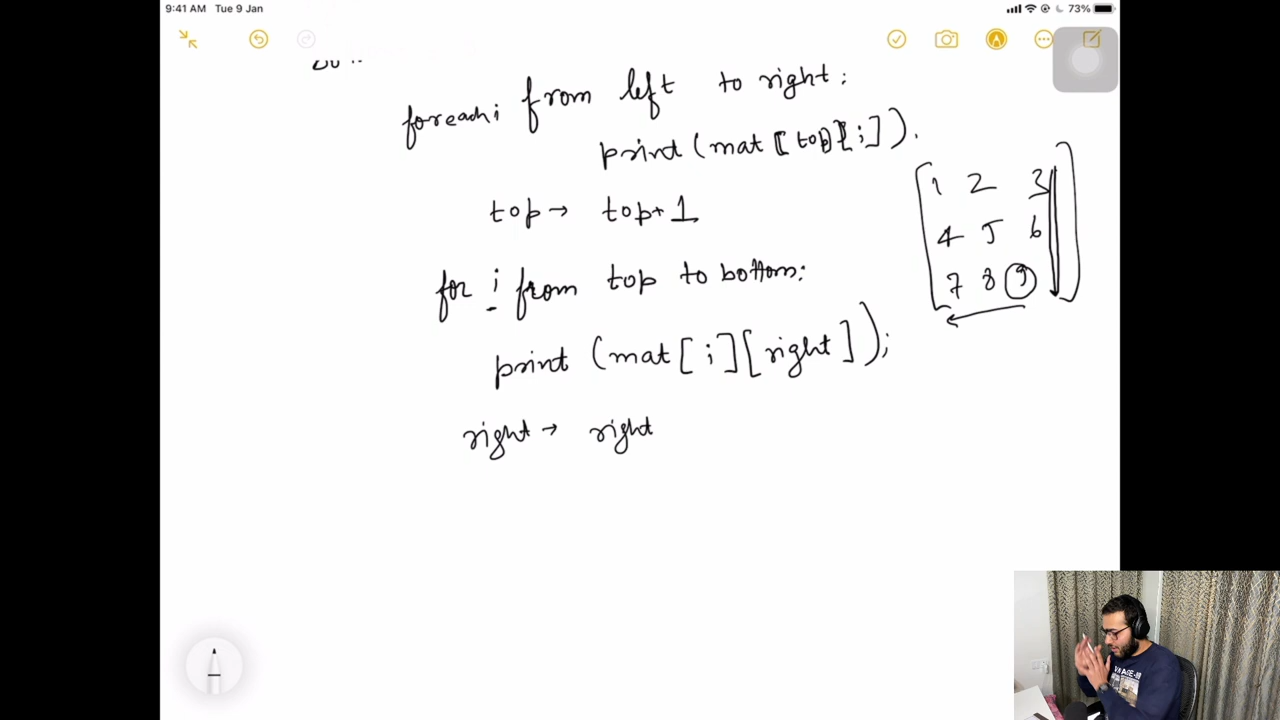 9:41 AM Tue 9 Jan
73%
foreach i from left to right:
print (mat [top][i]).
top → top + 1
for i from top to bottom:
print (mat [i][right]);
right → right
1 2 3
4 5 6
7 8 9